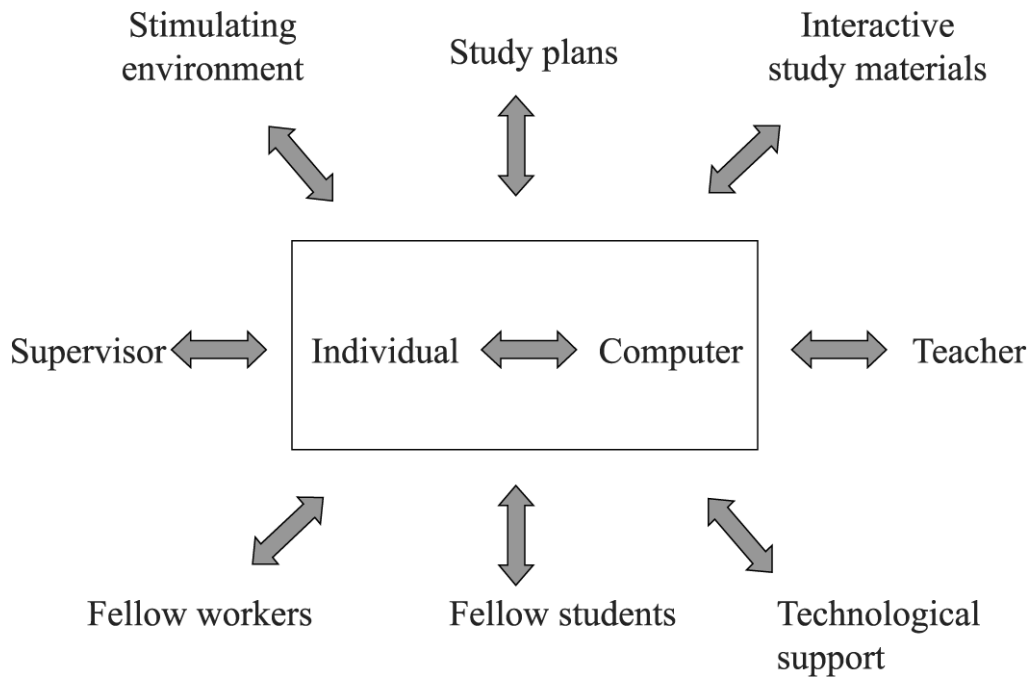 Stimulating
environment
Study plans
Interactive
study materials
Supervisor
Individual
Computer
Teacher
Fellow workers
Fellow students
Technological
support